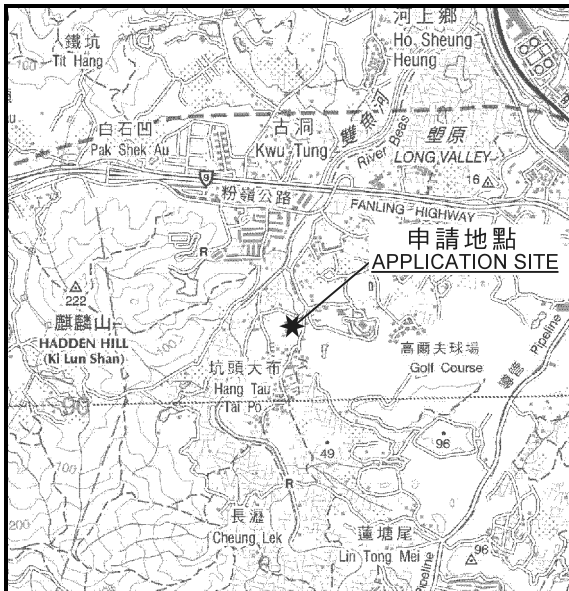 河上鄉
Ho Sheung
Heung
鐵坑
Tit Hang
100
白石凹
Pak Shek Au
古洞
Kwu Tung
雙魚河
River Beas
塱原
LONG VALLEY
16
9
粉嶺公路
FANLING HIGHWAY
R
申請地點
APPLICATION SITE
222
麒麟山
HADDEN HILL
(Ki Lun Shan)
100
高爾夫球場
Golf Course
Pipeline
坑頭大布
Hang Tau
Tai Po
90
96
49
100
R
200
長瀝
Cheung Lek
蓮塘尾
Lin Tong Mei
96
Pipeline